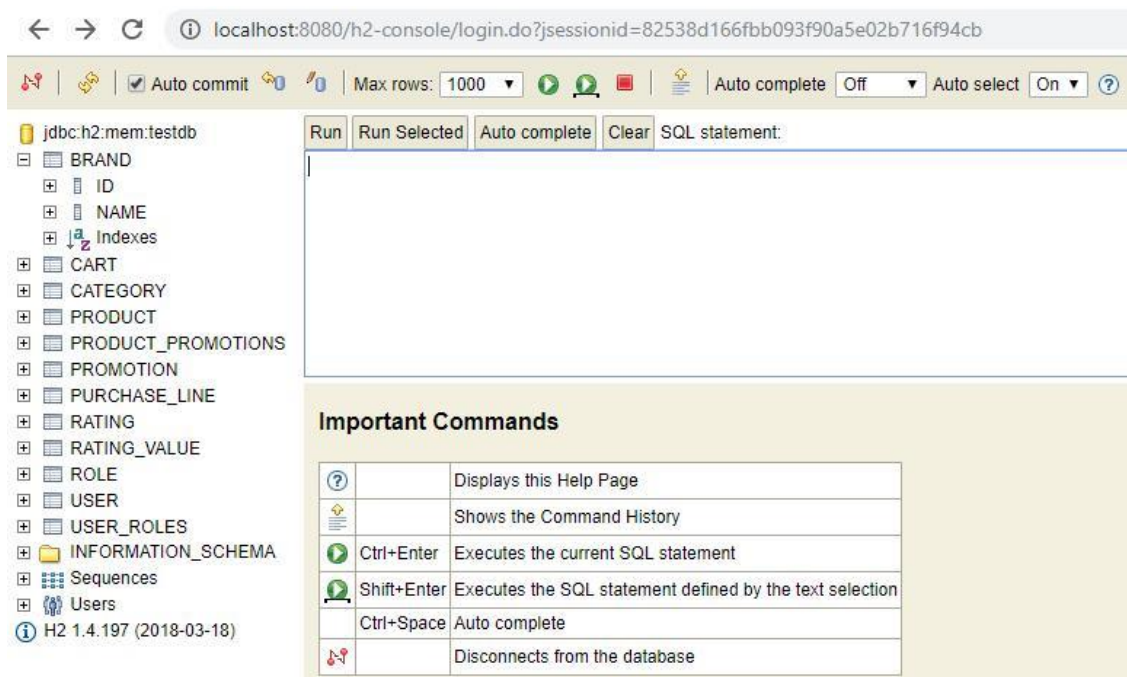 localhost:8080/h2-console/login.do?jsessionid=82538d166fbb093f90a5e02b716f94cb
Auto commit Max rows: 1000 Auto complete Off Auto select On
jdbc:h2:mem:testdb
BRAND
ID
NAME
Indexes
CART
CATEGORY
PRODUCT
PRODUCT_PROMOTIONS
PROMOTION
PURCHASE_LINE
RATING
RATING_VALUE
ROLE
USER
USER_ROLES
INFORMATION_SCHEMA
Sequences
Users
H2 1.4.197 (2018-03-18)
Run Run Selected Auto complete Clear SQL statement:
Important Commands
Displays this Help Page
Shows the Command History
Ctrl+Enter Executes the current SQL statement
Shift+Enter Executes the SQL statement defined by the text selection
Ctrl+Space Auto complete
Disconnects from the database